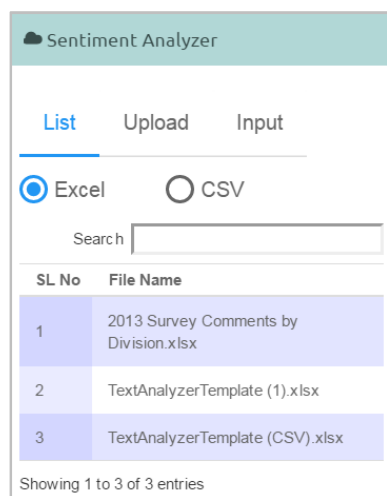 Sentiment Analyzer
List Upload Input
Excel CSV
Search
SL No File Name
1 2013 Survey Comments by
Division.xlsx
2 TextAnalyzerTemplate (1).xlsx
3 TextAnalyzerTemplate (CSV).xlsx
Showing 1 to 3 of 3 entries